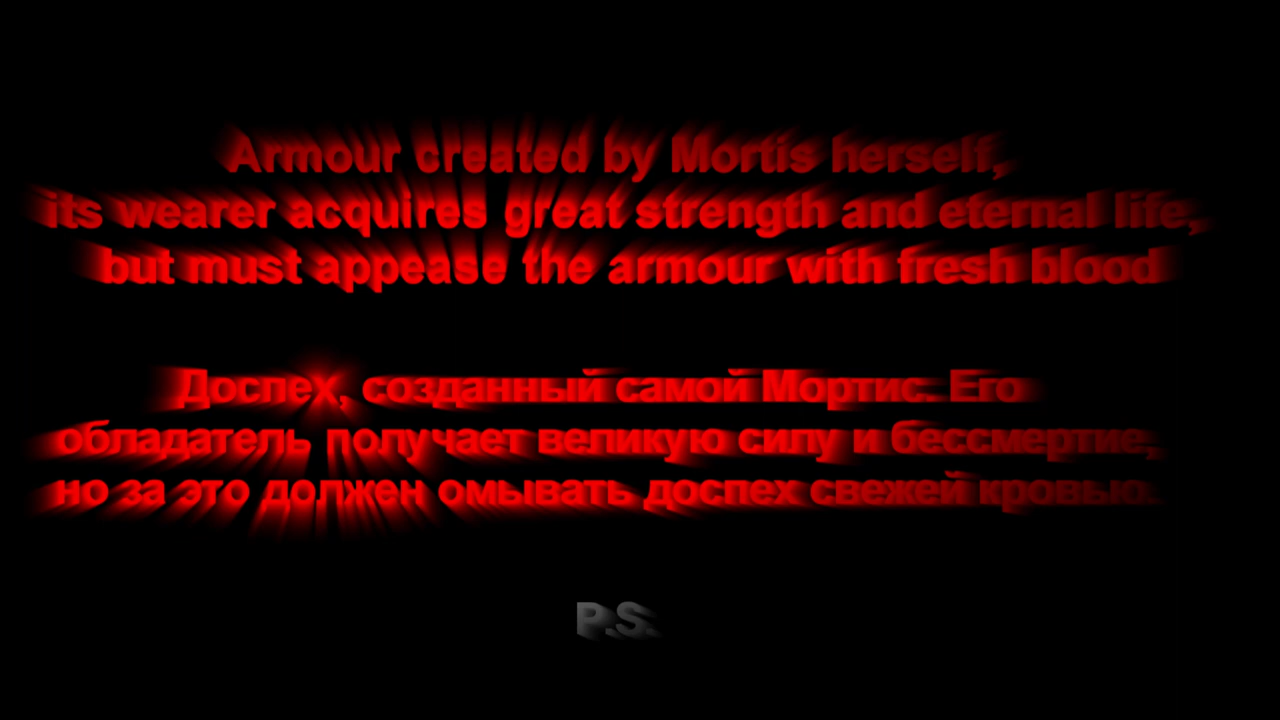 Armour created by Mortis herself,
its wearer acquires great strength and eternal life,
but must appease the armour with fresh blood
Доспех, созданный самой Мортис. Его
обладатель получает великую силу и бессмертие,
но за это должен омывать доспех свежей кровью.
P.S.